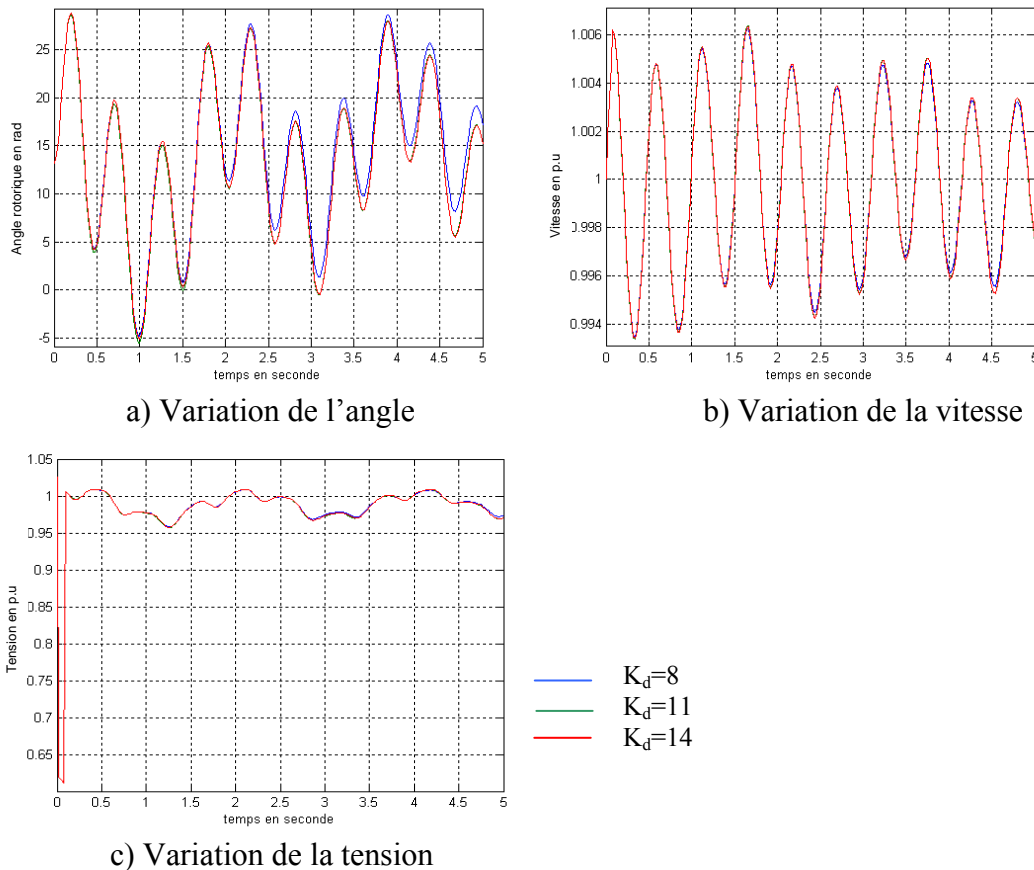 Angle rotorique en rad
25
20
15
10
5
0
-5
0 0.5 1 1.5 2 2.5 3 3.5 4 4.5 5
temps en seconde
a) Variation de l’angle
Vitesse en p.u
1.006
1.004
1.002
1
0.998
0.996
0.994
0 0.5 1 1.5 2 2.5 3 3.5 4 4.5 5
temps en seconde
b) Variation de la vitesse
Tension en p.u
1.05
1
0.95
0.9
0.85
0.8
0.75
0.7
0.65
0 0.5 1 1.5 2 2.5 3 3.5 4 4.5 5
temps en seconde
c) Variation de la tension
K_d=8
K_d=11
K_d=14